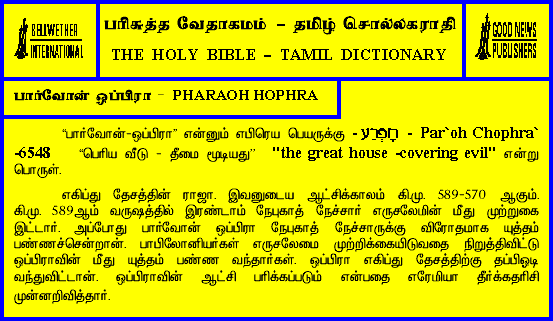 BELLWETHER
INTERNATIONAL
பரிசுத்த வேதாகமம் – தமிழ் சொல்லகராதி
THE HOLY BIBLE – TAMIL DICTIONARY
GOOD NEWS
PUBLISHERS
பார்வோன் ஒப்பிரா - PHARAOH HOPHRA
“பார்வோன்-ஒப்பிரா” என்னும் எபிரெய பெயருக்கு - חָפְרַע - Par`oh Chophra`
-6548 “பெரிய வீடு - தீமை மூடியது” "the great house -covering evil" என்று
பொருள்.
எகிப்து தேசத்தின் ராஜா. இவனுடைய ஆட்சிக்காலம் கி.மு. 589-570 ஆகும்.
கி.மு. 589ஆம் வருஷத்தில் இரண்டாம் நேபுகாத் நேச்சார் எருசலேமின் மீது முற்றுகை
இட்டார். அப்போது பார்வோன் ஒப்பிரா நேபுகாத் நேச்சாருக்கு விரோதமாக யுத்தம்
பண்ணச்சென்றான். பாபிலோனியர்கள் எருசலேமை முற்றிக்கையிடுவதை நிறுத்திவிட்டு
ஒப்பிராவின் மீது யுத்தம் பண்ண வந்தார்கள். ஒப்பிரா எகிப்து தேசத்திற்கு தப்பிஓடி
வந்துவிட்டான். ஒப்பிராவின் ஆட்சி பரிக்கப்படும் என்பதை எரேமியா தீர்க்கதரிசி
முன்னறிவித்தார்.